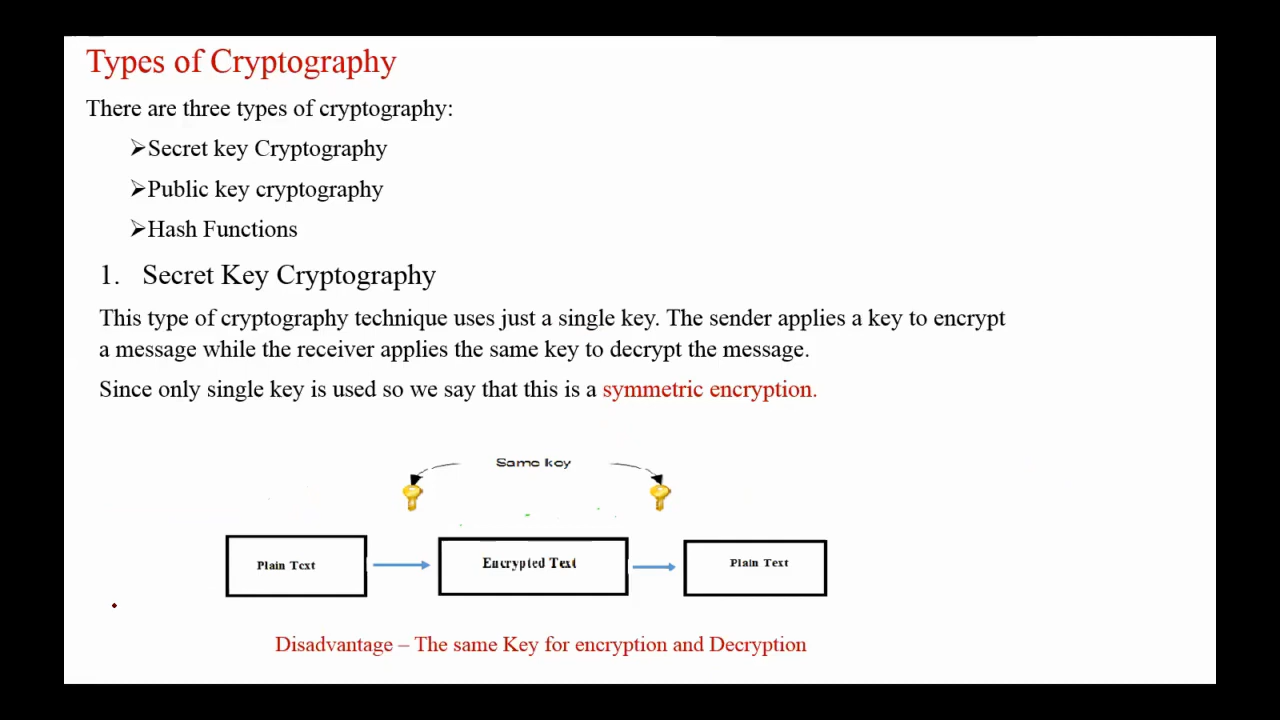 Types of Cryptography
There are three types of cryptography:
➢Secret key Cryptography
➢Public key cryptography
➢Hash Functions
1. Secret Key Cryptography
This type of cryptography technique uses just a single key. The sender applies a key to encrypt
a message while the receiver applies the same key to decrypt the message.
Since only single key is used so we say that this is a symmetric encryption.
Same key
Plain Text
Encrypted Text
Plain Text
Disadvantage – The same Key for encryption and Decryption